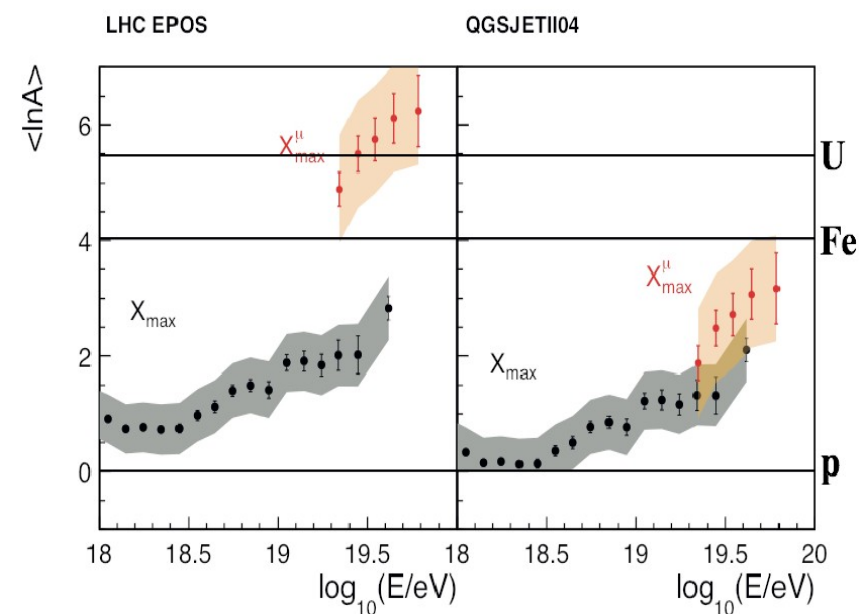 LHC EPOS
QGSJETII04
<lnA>
6
4
2
0
X^μ_max
X_max
X^μ_max
X_max
U
Fe
p
18 18.5 19 19.5 18 18.5 19 19.5 20
log₁₀(E/eV) log₁₀(E/eV)